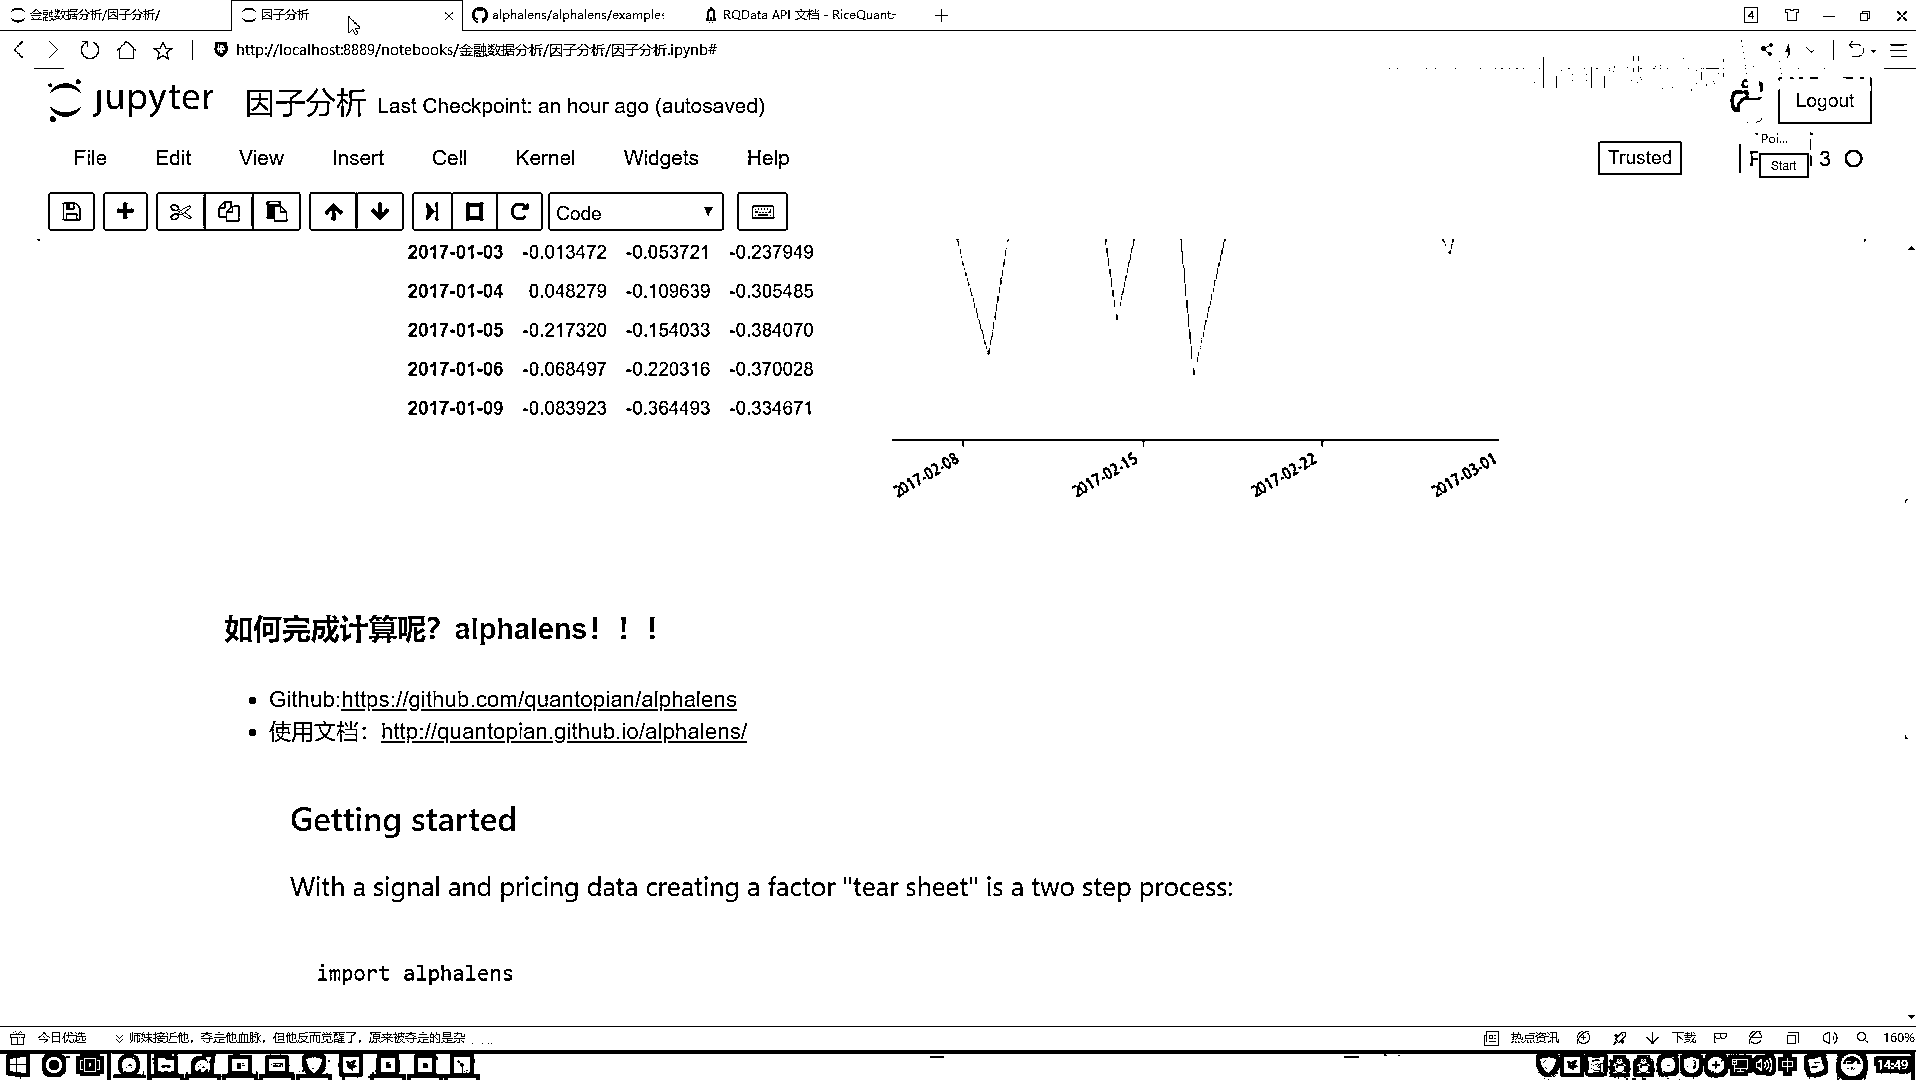 金融数据分析/因子分析/
因子分析
alphalens/alphalens/examples
RQData API 文档 - RiceQuant
4
http://localhost:8889/notebooks/金融数据分析/因子分析/因子分析.ipynb#
jupyter 因子分析 Last Checkpoint: an hour ago (autosaved)
Logout
File Edit View Insert Cell Kernel Widgets Help
Trusted
Poi...
Start
3
Code
2017-01-03 -0.013472 -0.053721 -0.237949
2017-01-04 0.048279 -0.109639 -0.305485
2017-01-05 -0.217320 -0.154033 -0.384070
2017-01-06 -0.068497 -0.220316 -0.370028
2017-01-09 -0.083923 -0.364493 -0.334671
2017-02-08 2017-02-15 2017-02-22 2017-03-01
如何完成计算呢？alphalens！！！
Github:https://github.com/quantopian/alphalens
使用文档：http://quantopian.github.io/alphalens/
Getting started
With a signal and pricing data creating a factor "tear sheet" is a two step process:
import alphalens
今日优选 师妹接近他，夺走他血脉，但他反而觉醒了，原来被夺走的是杂
热点资讯 下载 160%
中 14:49